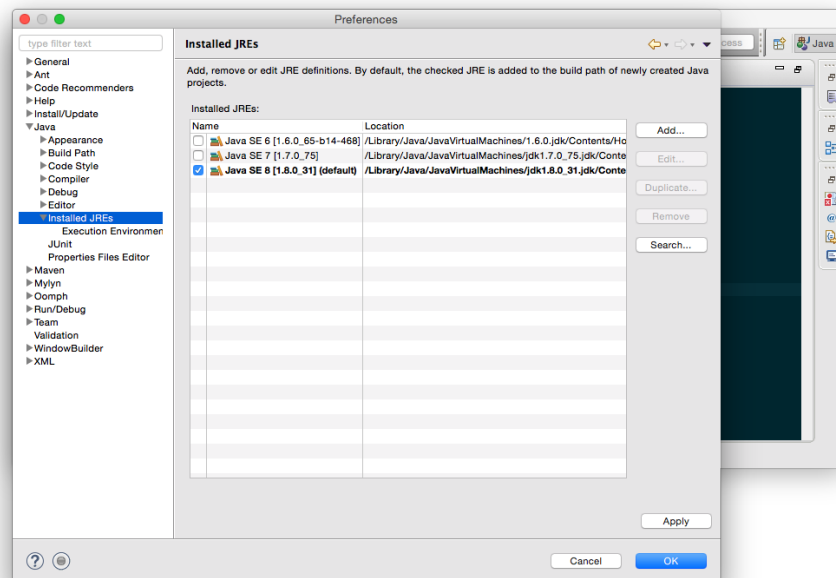 Preferences
type filter text
Installed JREs
cess
Java
General
Ant
Code Recommenders
Help
Install/Update
Java
Appearance
Build Path
Code Style
Compiler
Debug
Editor
Installed JREs
Execution Environmen
JUnit
Properties Files Editor
Maven
Mylyn
Oomph
Run/Debug
Team
Validation
WindowBuilder
XML
Add, remove or edit JRE definitions. By default, the checked JRE is added to the build path of newly created Java
projects.
Installed JREs:
Name Location
Java SE 6 [1.6.0_65-b14-468] /Library/Java/JavaVirtualMachines/1.6.0.jdk/Contents/Ho
Java SE 7 [1.7.0_75] /Library/Java/JavaVirtualMachines/jdk1.7.0_75.jdk/Conte
Java SE 8 [1.8.0_31] (default) /Library/Java/JavaVirtualMachines/jdk1.8.0_31.jdk/Conte
Add...
Edit...
Duplicate...
Remove
Search...
Apply
?
Cancel
OK